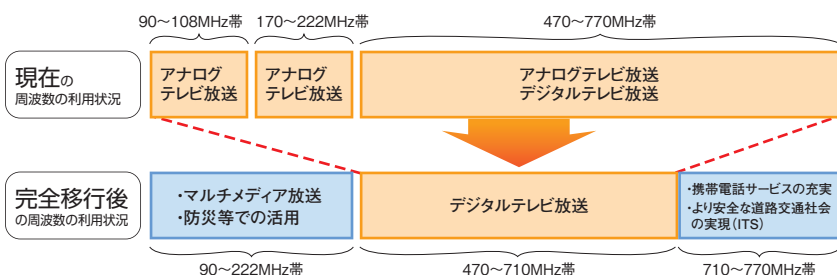 90〜108MHz帯
170〜222MHz帯
470〜770MHz帯
現在の
周波数の利用状況
アナログ
テレビ放送
アナログ
テレビ放送
アナログテレビ放送
デジタルテレビ放送
完全移行後
の周波数の利用状況
・マルチメディア放送
・防災等での活用
デジタルテレビ放送
・携帯電話サービスの充実
・より安全な道路交通社会
の実現(ITS)
90〜222MHz帯
470〜710MHz帯
710〜770MHz帯